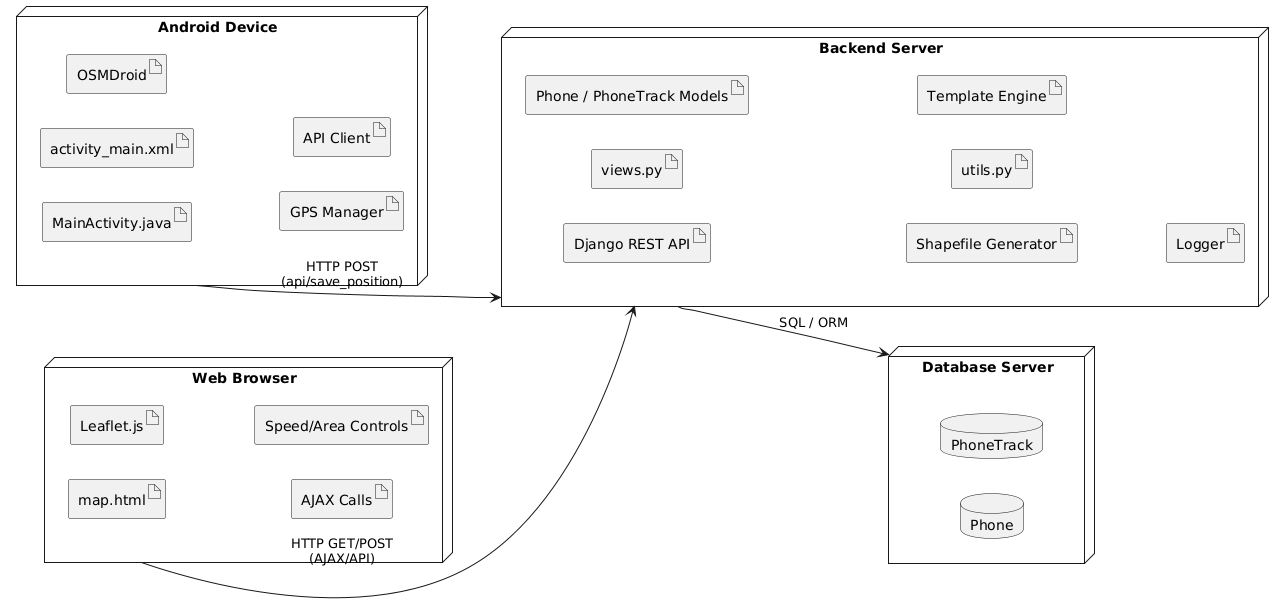 Android Device
OSMDroid
activity_main.xml
API Client
MainActivity.java
GPS Manager
HTTP POST
(api/save_position)
Backend Server
Phone / PhoneTrack Models
Template Engine
views.py
utils.py
Django REST API
Shapefile Generator
Logger
SQL / ORM
Web Browser
Leaflet.js
Speed/Area Controls
map.html
AJAX Calls
HTTP GET/POST
(AJAX/API)
Database Server
PhoneTrack
Phone